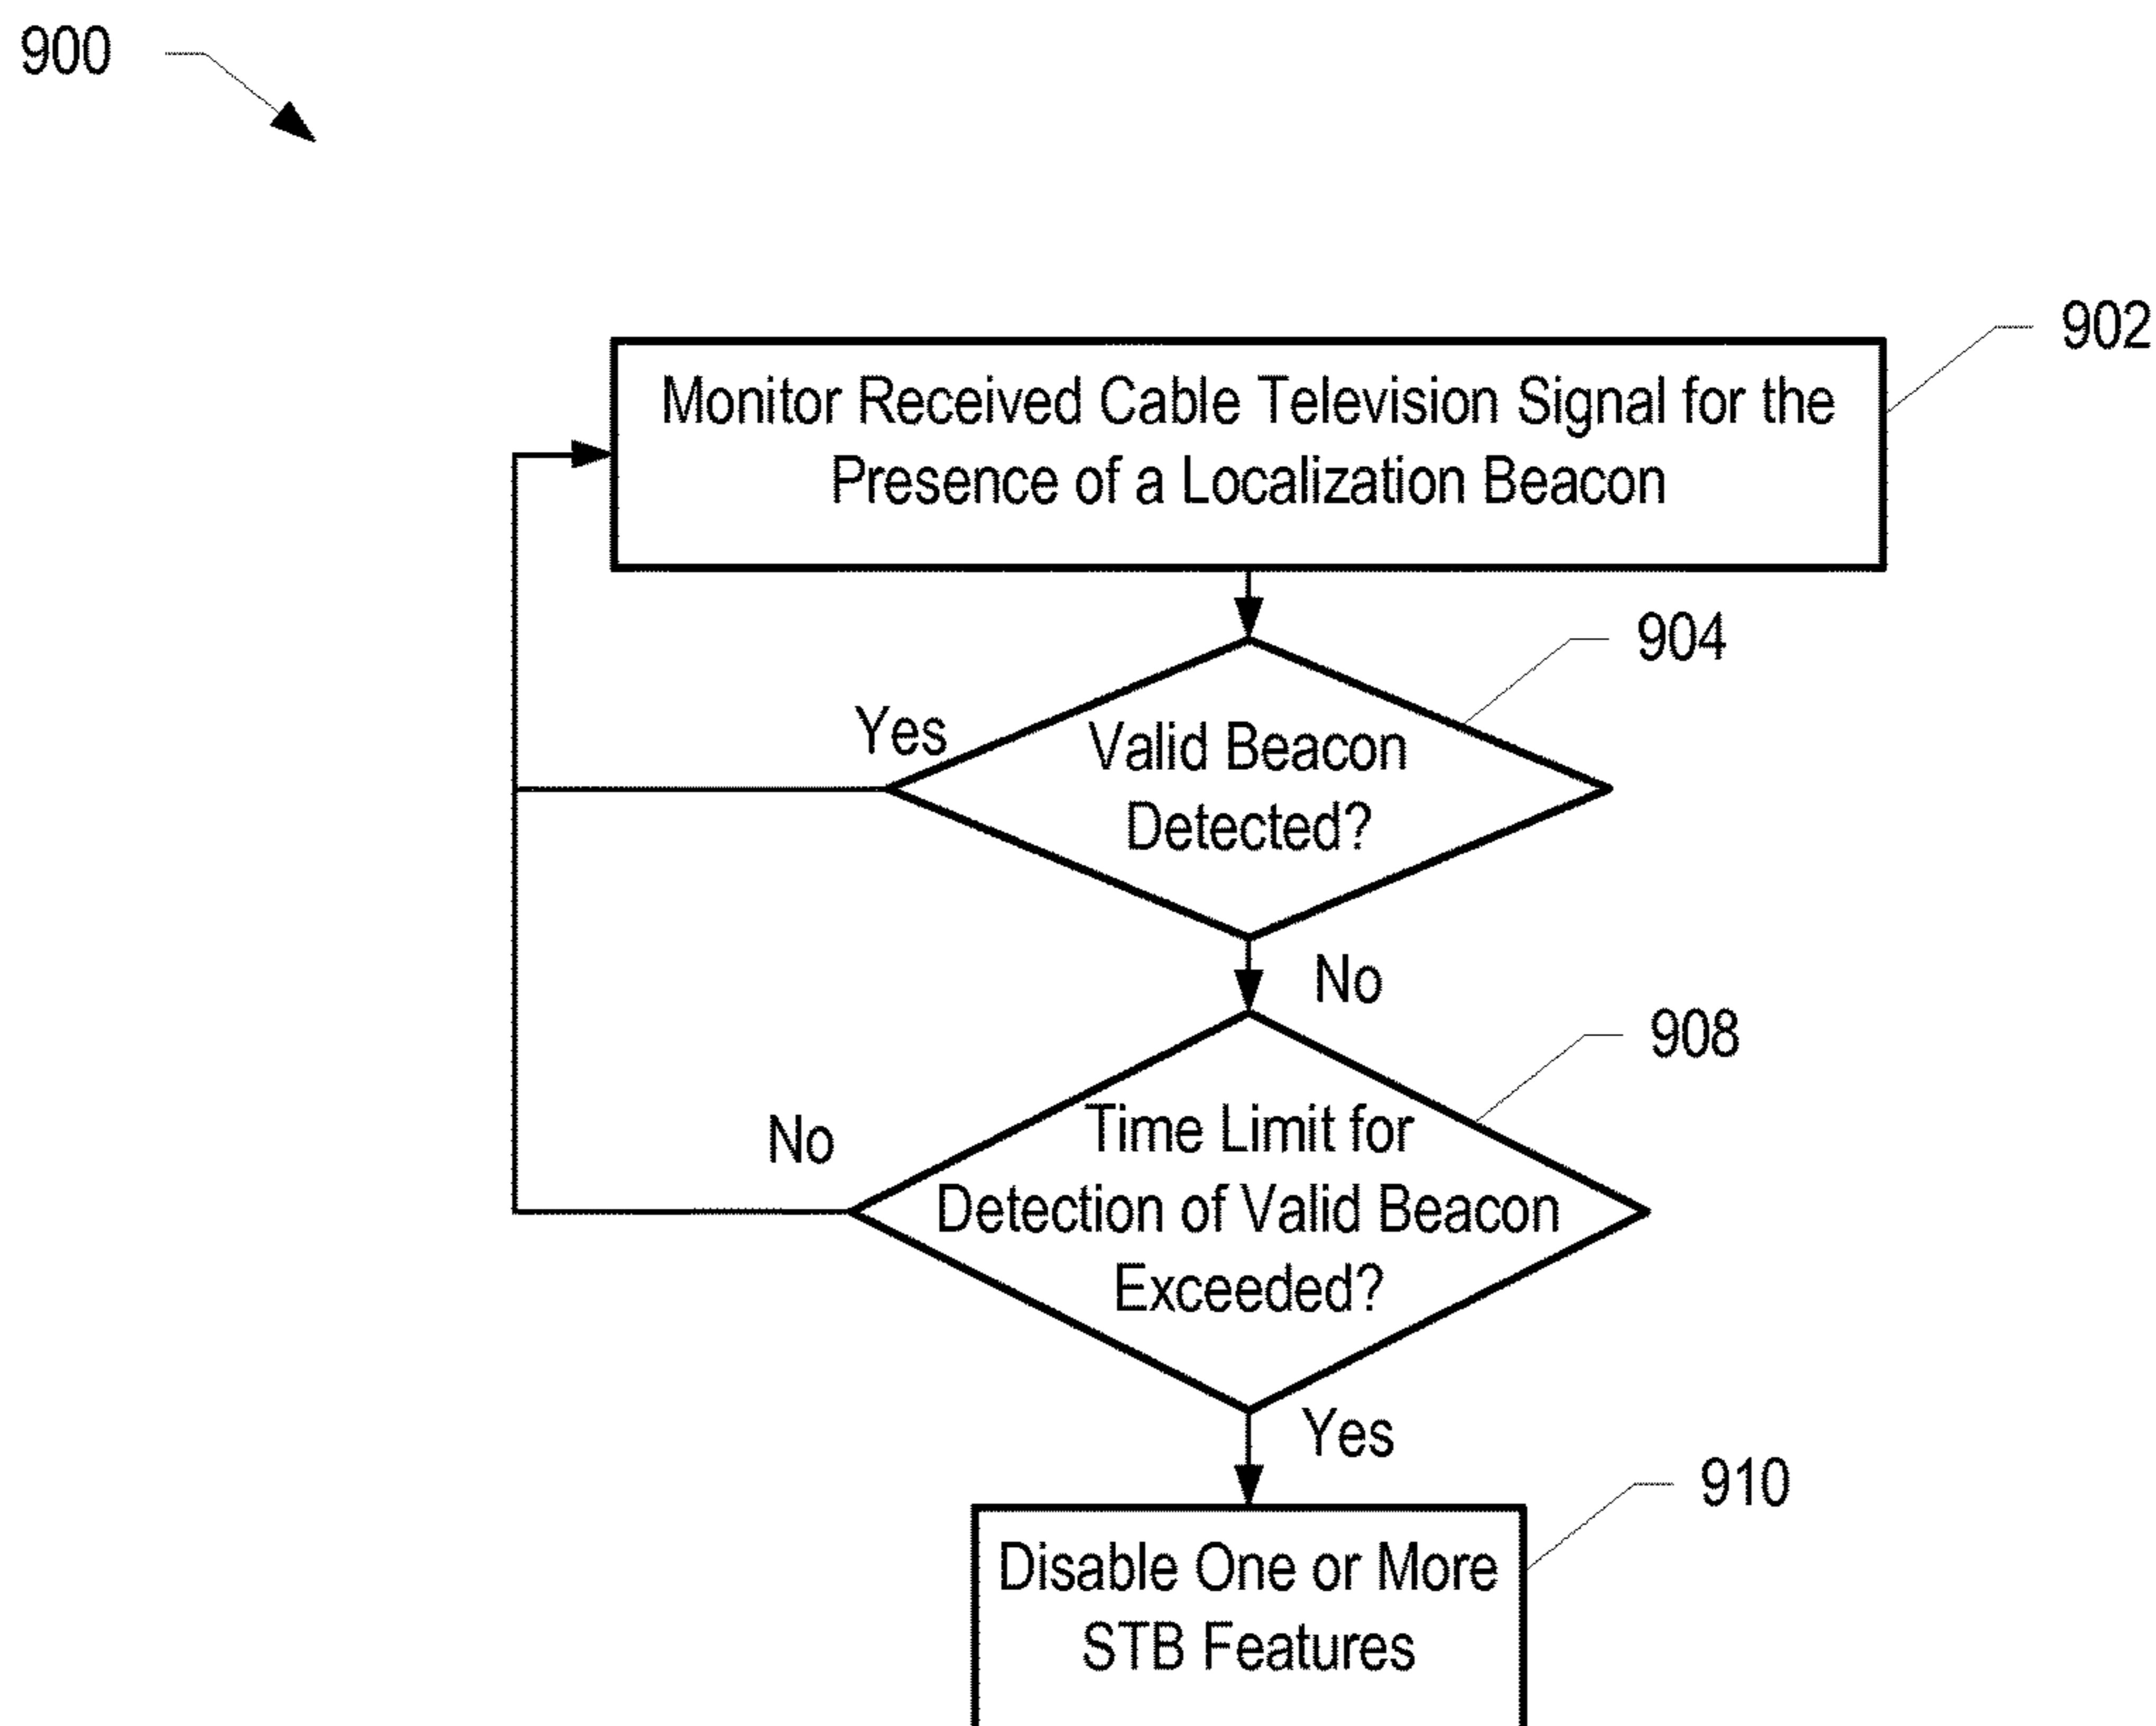 900
902
Monitor Received Cable Television Signal for the
Presence of a Localization Beacon
904
Yes
Valid Beacon
Detected?
No
908
No
Time Limit for
Detection of Valid Beacon
Exceeded?
Yes
910
Disable One or More
STB Features